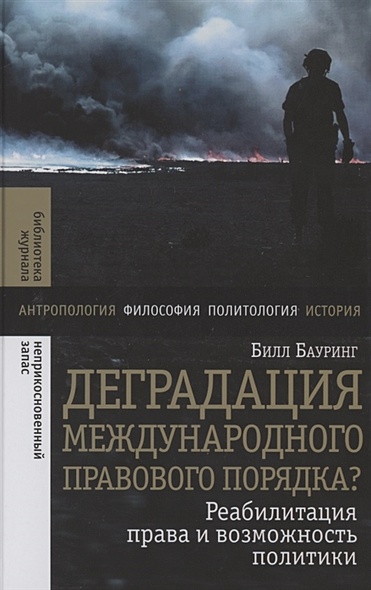 библиотека
журнала
неприкосновенный
запас
АНТРОПОЛОГИЯ ФИЛОСОФИЯ ПОЛИТОЛОГИЯ ИСТОРИЯ
БИЛЛ БАУРИНГ
ДЕГРАДАЦИЯ
МЕЖДУНАРОДНОГО
ПРАВОВОГО ПОРЯДКА?
Реабилитация
права и возможность
политики